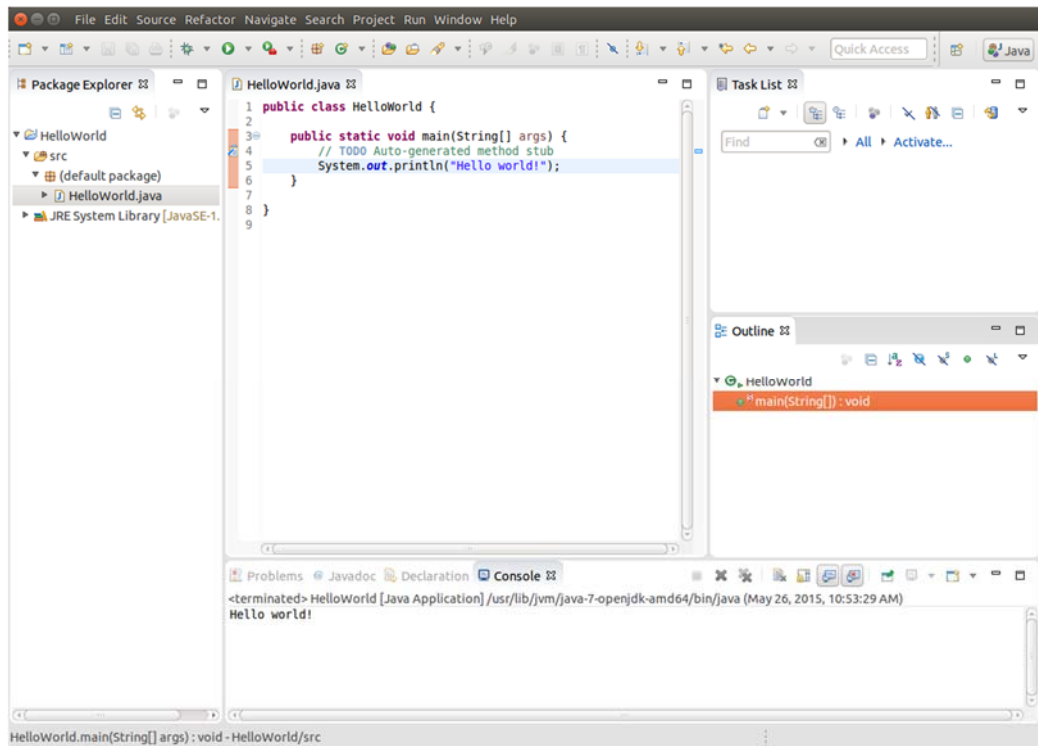 File Edit Source Refactor Navigate Search Project Run Window Help
Quick Access
Java
Package Explorer
HelloWorld
src
(default package)
HelloWorld.java
JRE System Library [JavaSE-1.
HelloWorld.java
1 public class HelloWorld {
2
3 public static void main(String[] args) {
4 // TODO Auto-generated method stub
5 System.out.println("Hello world!");
6 }
7
8 }
9
Task List
Find
All
Activate...
Outline
HelloWorld
main(String[]) : void
Problems Javadoc Declaration Console
<terminated> HelloWorld [Java Application] /usr/lib/jvm/java-7-openjdk-amd64/bin/java (May 26, 2015, 10:53:29 AM)
Hello world!
HelloWorld.main(String[] args) : void - HelloWorld/src